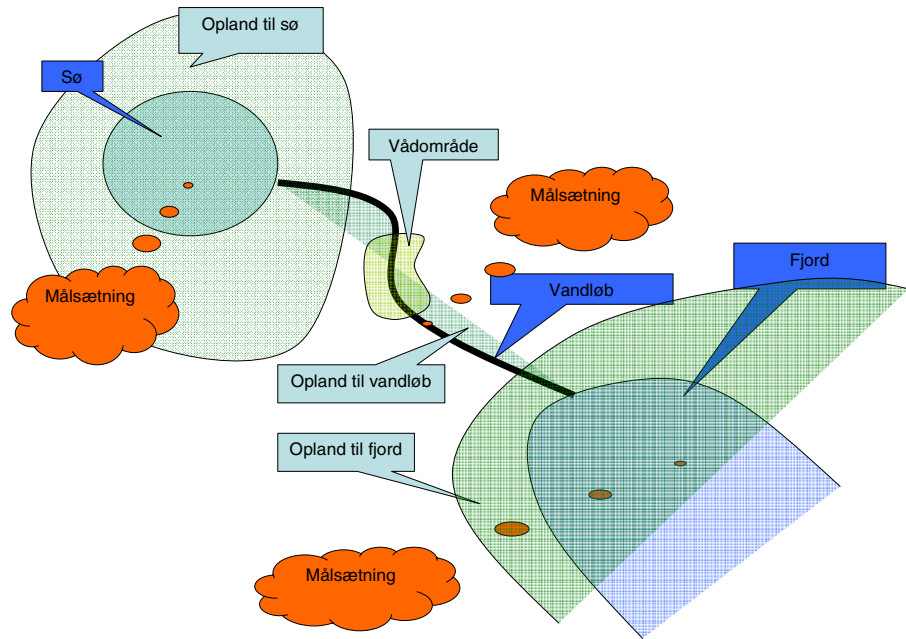 Opland til sø
Sø
Vådområde
Målsætning
Fjord
Målsætning
Vandløb
Opland til vandløb
Opland til fjord
Målsætning